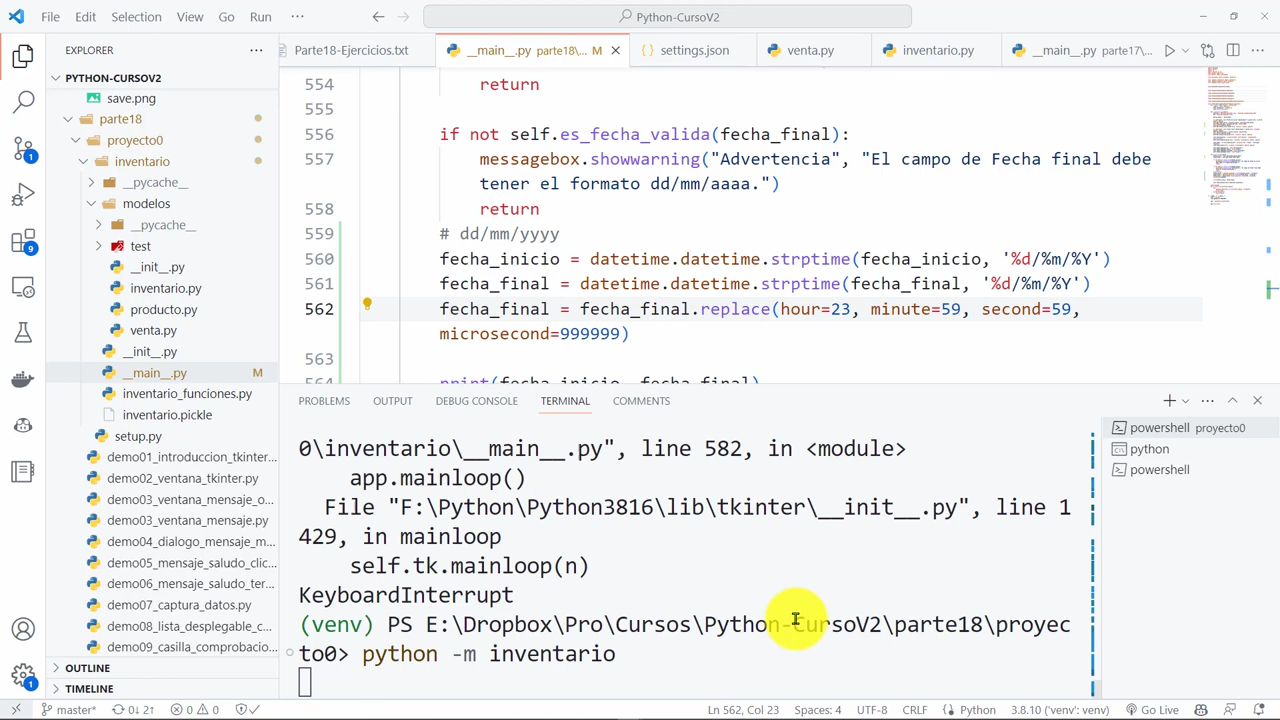 File Edit Selection View Go Run ··· Python-CursoV2
EXPLORER ···
Parte18-Ejercicios.txt __main__.py parte18\... M settings.json venta.py inventario.py __main__.py parte17\...
PYTHON-CURSOV2
save.png
parte18
proyecto0
inventario
__pycache__
modelos
__pycache__
test
__init__.py
inventario.py
producto.py
venta.py
__init__.py
__main__.py M
inventario_funciones.py
inventario.pickle
setup.py
demo01_introduccion_tkinter...
demo02_ventana_tkinter.py
demo03_ventana_mensaje_o...
demo03_ventana_mensaje.py
demo04_dialogo_mensaje_m...
demo05_mensaje_saludo_clic...
demo06_mensaje_saludo_ter...
demo07_captura_datos.py
demo08_lista_desplegable_c...
demo09_casilla_comprobacio...
OUTLINE
TIMELINE
554 return
555
556 if not self.es_fecha_valida(fecha_final):
557 messagebox.showwarning("Advertencia", "El campos Fecha final de
tener el formato dd/mm/aaaa.")
558 return
559 # dd/mm/yyyy
560 fecha_inicio = datetime.datetime.strptime(fecha_inicio, '%d/%m/%Y')
561 fecha_final = datetime.datetime.strptime(fecha_final, '%d/%m/%Y')
562 fecha_final = fecha_final.replace(hour=23, minute=59, second=59,
microsecond=999999)
563
564 print(fecha_inicio, fecha_final)
PROBLEMS OUTPUT DEBUG CONSOLE TERMINAL COMMENTS
0\inventario\__main__.py", line 582, in <module>
app.mainloop()
File "F:\Python\Python3816\lib\tkinter\__init__.py", line 1
429, in mainloop
self.tk.mainloop(n)
KeyboardInterrupt
(venv) PS E:\Dropbox\Pro\Cursos\Python-CursoV2\parte18\proyec
to0> python -m inventario
powershell proyecto0
python
powershell
1
9
1
master* 0↓ 2↑ 0 0 Ln 562, Col 23 Spaces: 4 UTF-8 CRLF Python 3.8.10 ('venv': venv) Go Live